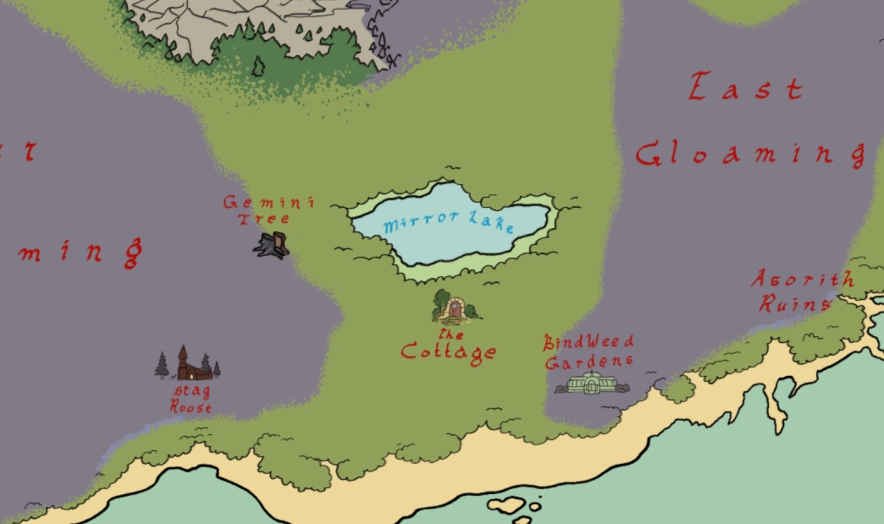 East
Gloaming
ming
Gemini
Tree
Mirror Lake
Asorith
Ruins
the
Cottage
BindWeed
Gardens
Stag
Roost